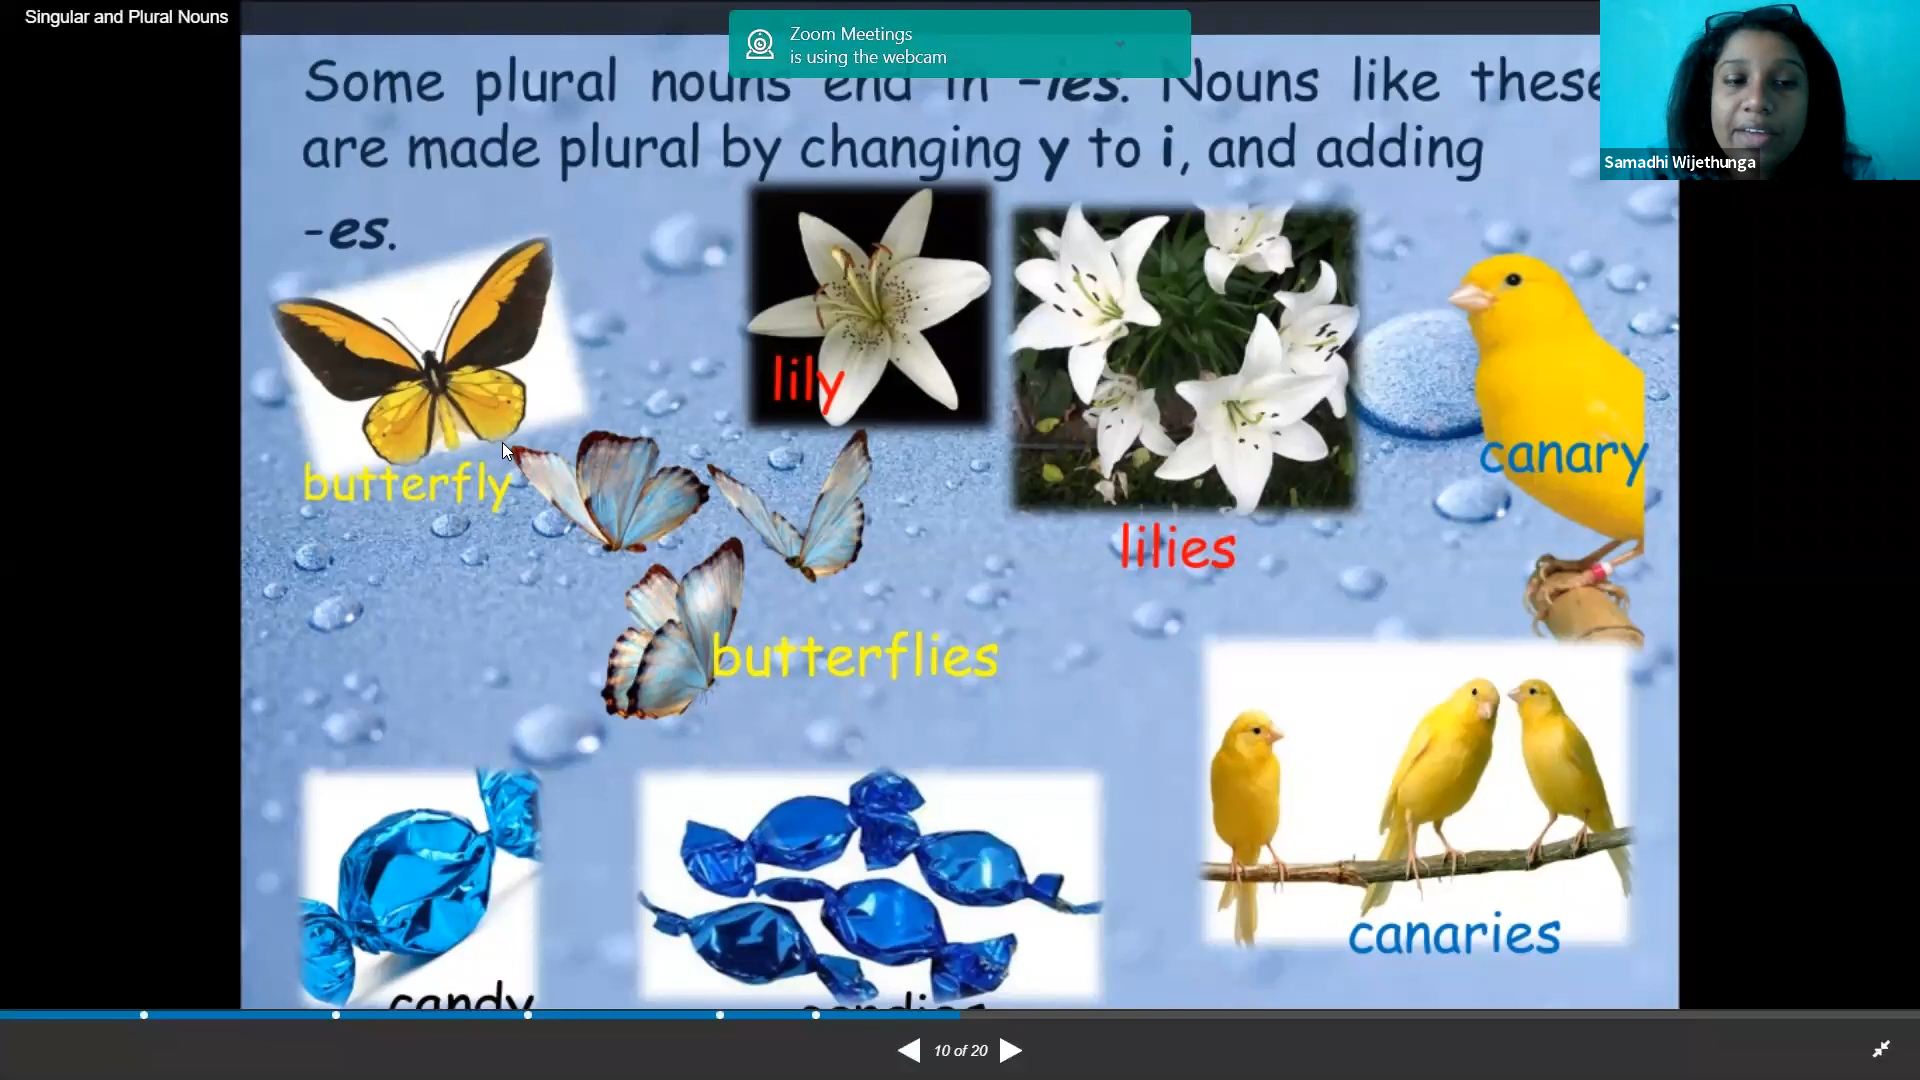 Singular and Plural Nouns
Zoom Meetings
is using the webcam
Some plural nouns end in -ies. Nouns like these
are made plural by changing y to i, and adding
-es.
Samadhi Wijethunga
lily
canary
butterfly
lilies
butterflies
canaries
candy
candies
10 of 20